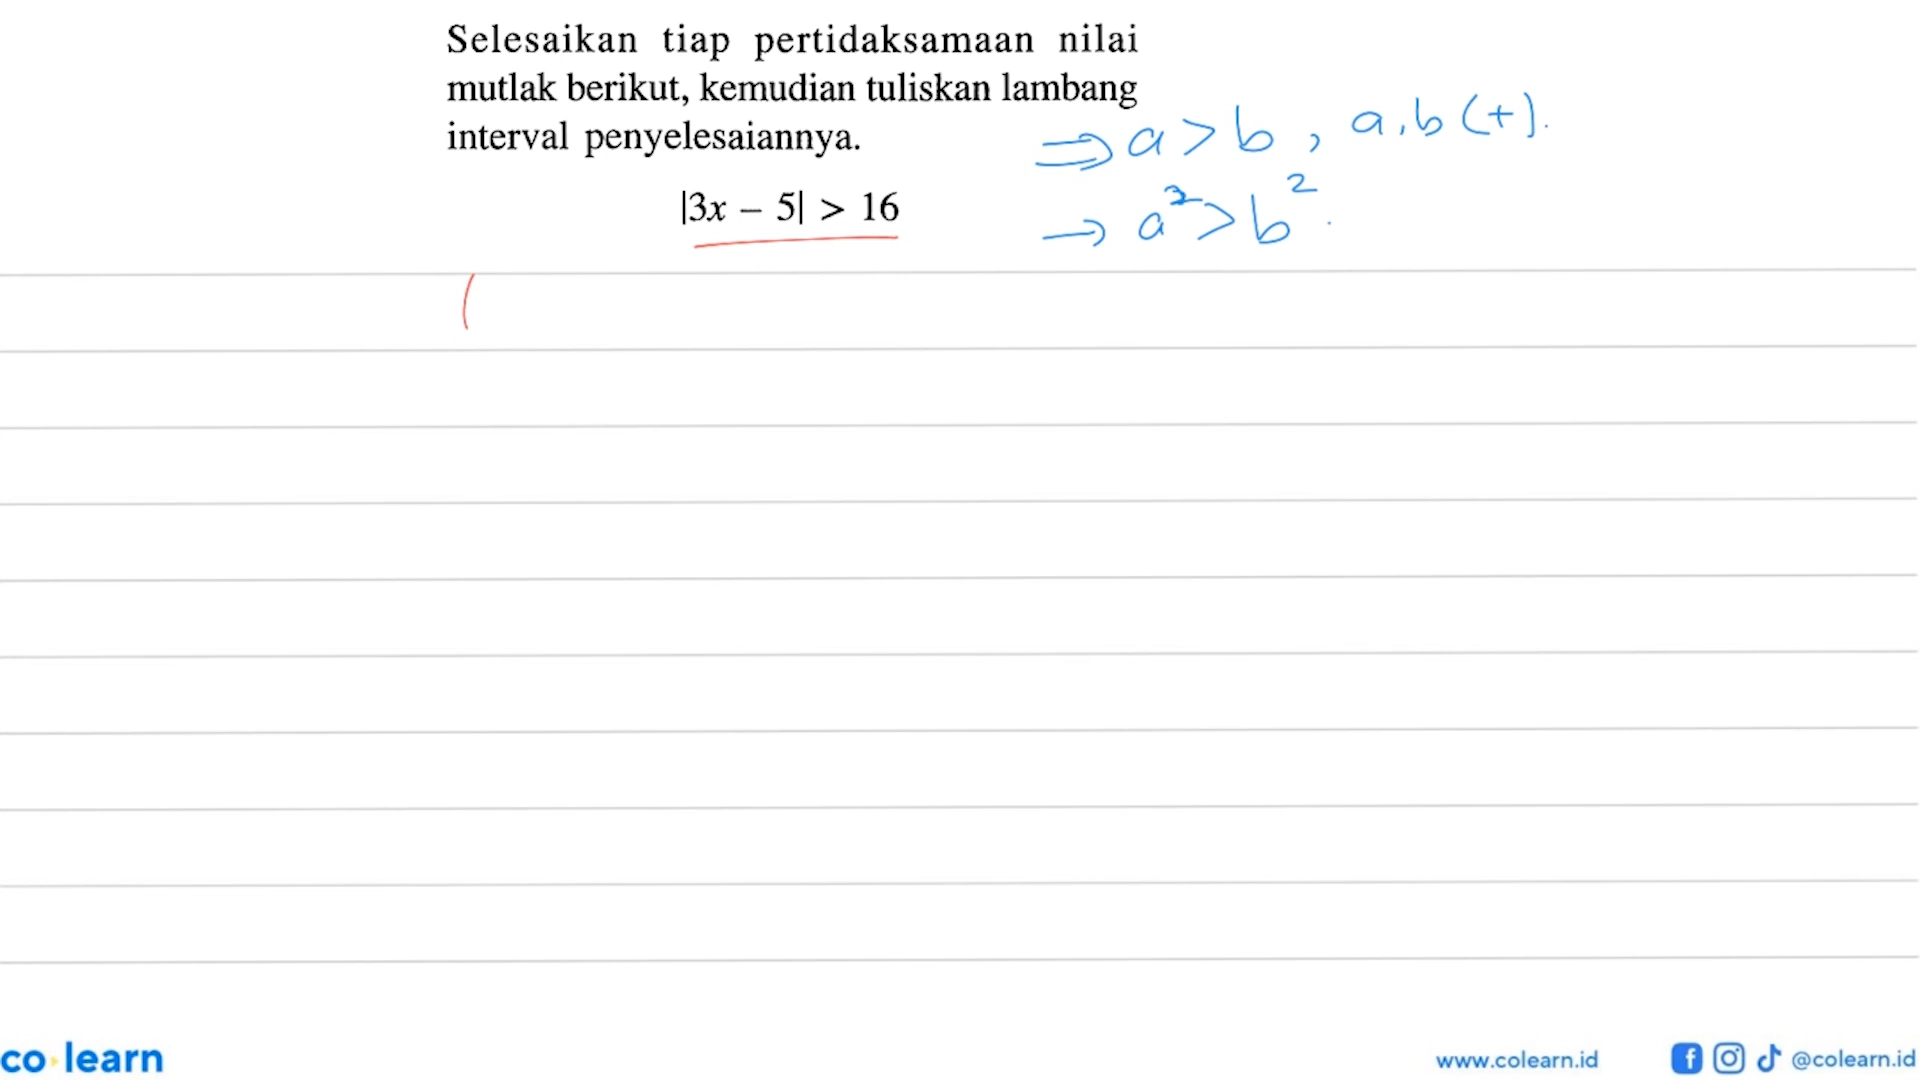 Selesaikan tiap pertidaksamaan nilai
mutlak berikut, kemudian tuliskan lambang
interval penyelesaiannya.
|3x – 5| > 16
⇒ a > b , a,b (+).
→ a² > b².
(
co learn
www.colearn.id
@colearn.id